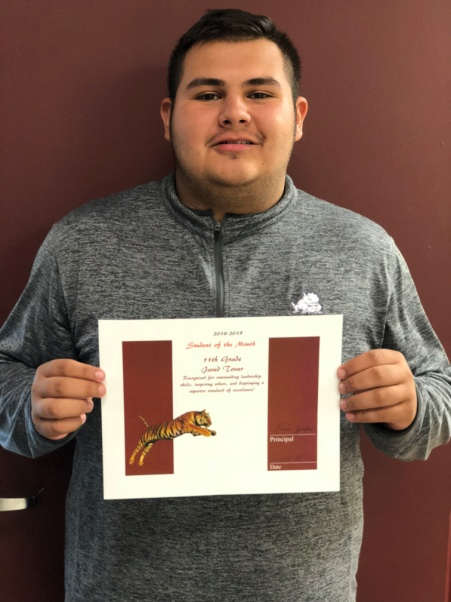 2018-2019
Student of the Month
11th Grade
Jared Tovar
Recognized for outstanding leadership
skills, inspiring others, and displaying a
superior standard of excellence!
Principal
Date